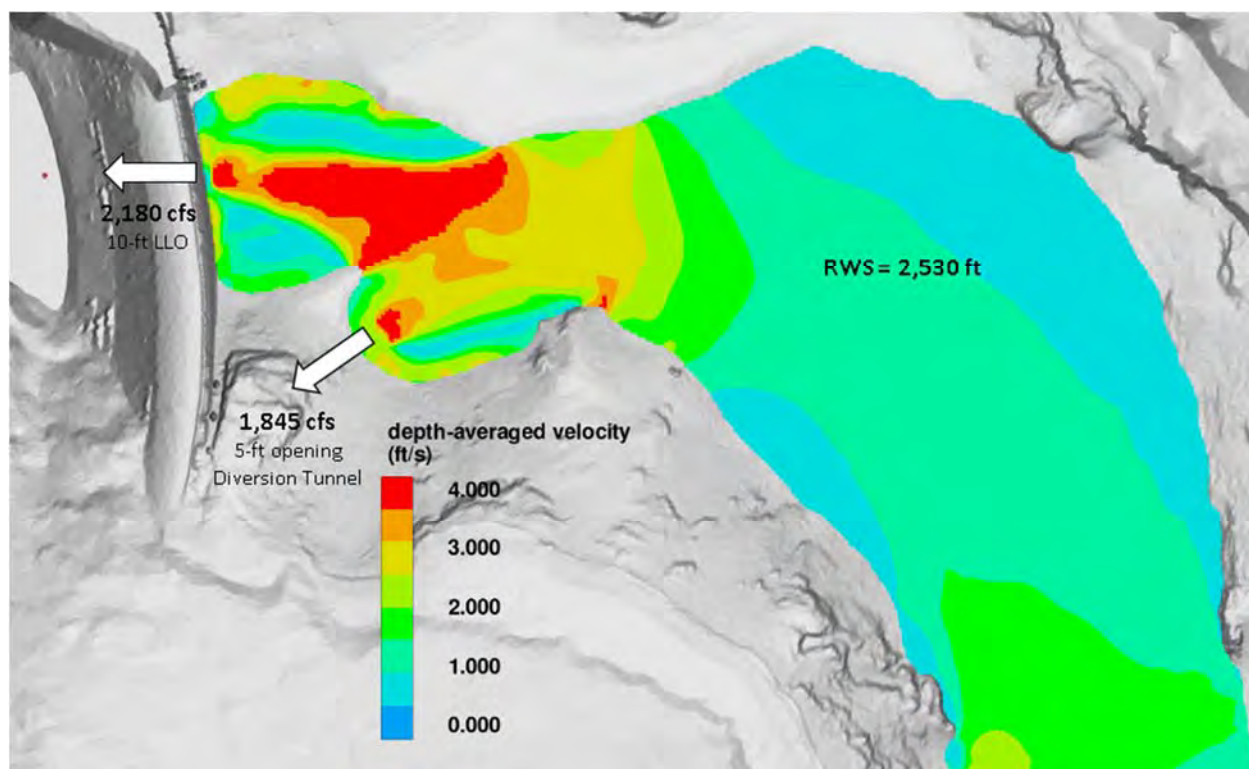 2,180 cfs
10-ft LLO
RWS = 2,530 ft
1,845 cfs
5-ft opening
Diversion Tunnel
depth-averaged velocity
(ft/s)
4.000
3.000
2.000
1.000
0.000